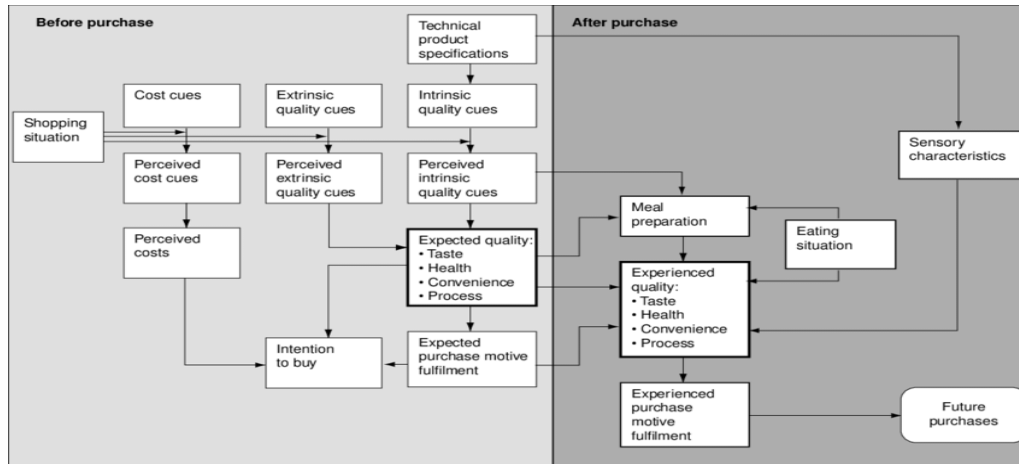 Before purchase
After purchase
Technical
product
specifications
Cost cues
Extrinsic
quality cues
Intrinsic
quality cues
Shopping
situation
Sensory
characteristics
Perceived
cost cues
Perceived
extrinsic
quality cues
Perceived
intrinsic
quality cues
Meal
preparation
Eating
situation
Perceived
costs
Expected quality:
• Taste
• Health
• Convenience
• Process
Experienced
quality:
• Taste
• Health
• Convenience
• Process
Intention
to buy
Expected
purchase motive
fulfilment
Experienced
purchase
motive
fulfilment
Future
purchases